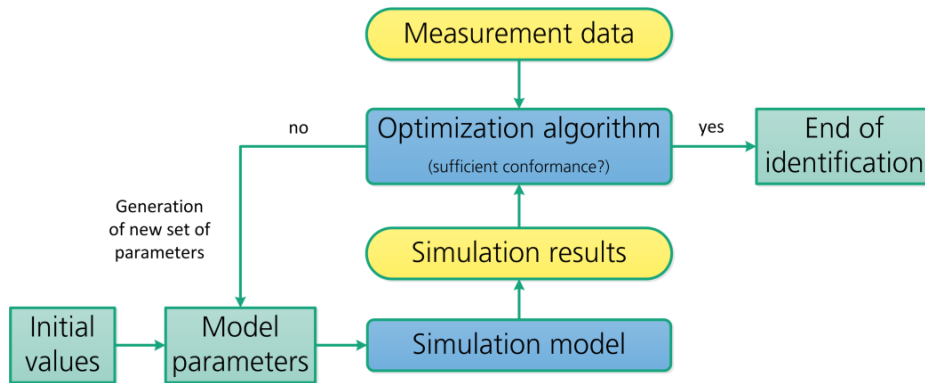 Measurement data
no
Optimization algorithm
(sufficient conformance?)
yes
End of
identification
Generation
of new set of
parameters
Simulation results
Initial
values
Model
parameters
Simulation model